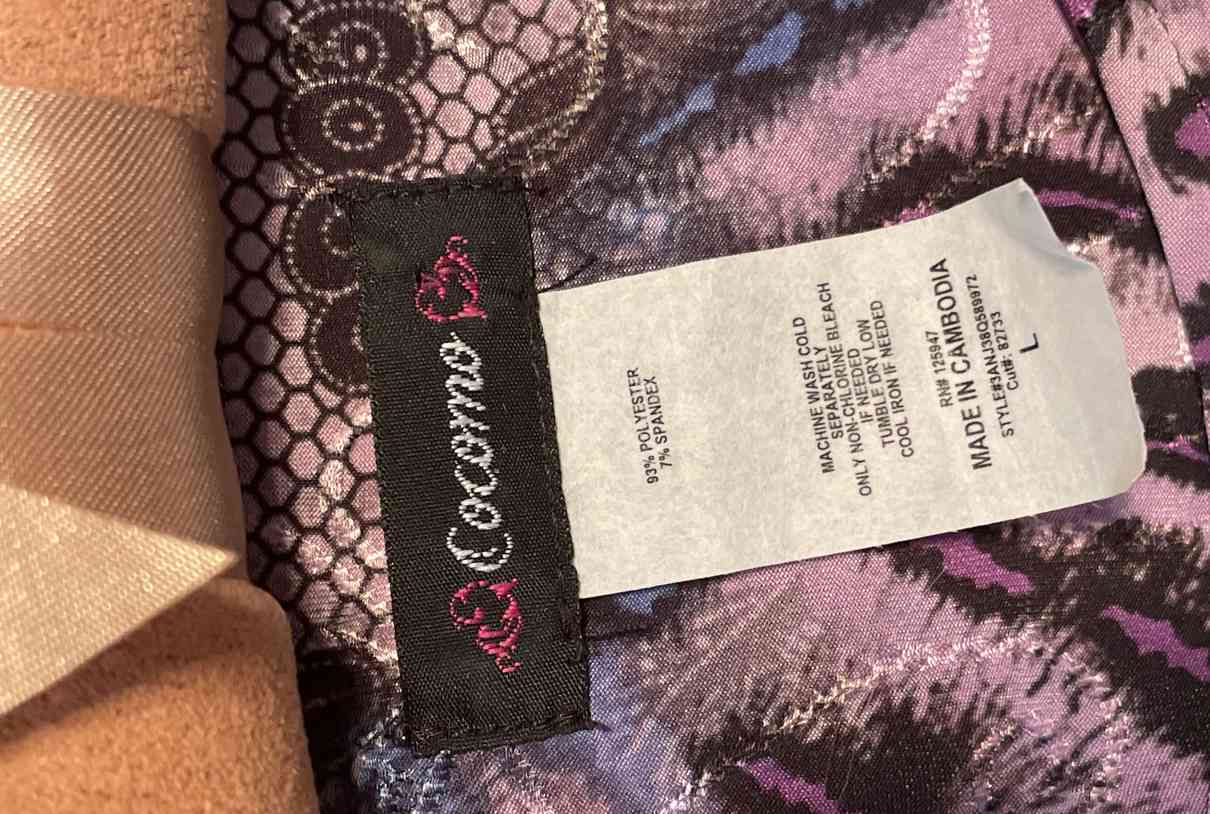 Cocomo
93% POLYESTER
7% SPANDEX
MACHINE WASH COLD
SEPARATELY
ONLY NON-CHLORINE BLEACH
IF NEEDED
TUMBLE DRY LOW
COOL IRON IF NEEDED
RN# 125947
MADE IN CAMBODIA
STYLE#3ANJ38Q589972
Cut#: 82733
L